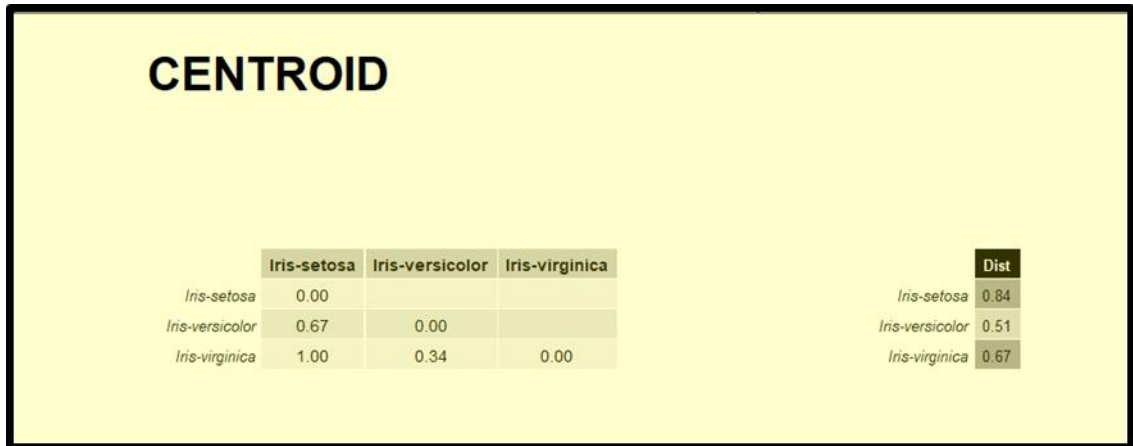 CENTROID
Iris-setosa Iris-versicolor Iris-virginica
Iris-setosa 0.00
Iris-versicolor 0.67 0.00
Iris-virginica 1.00 0.34 0.00
Dist
Iris-setosa 0.84
Iris-versicolor 0.51
Iris-virginica 0.67